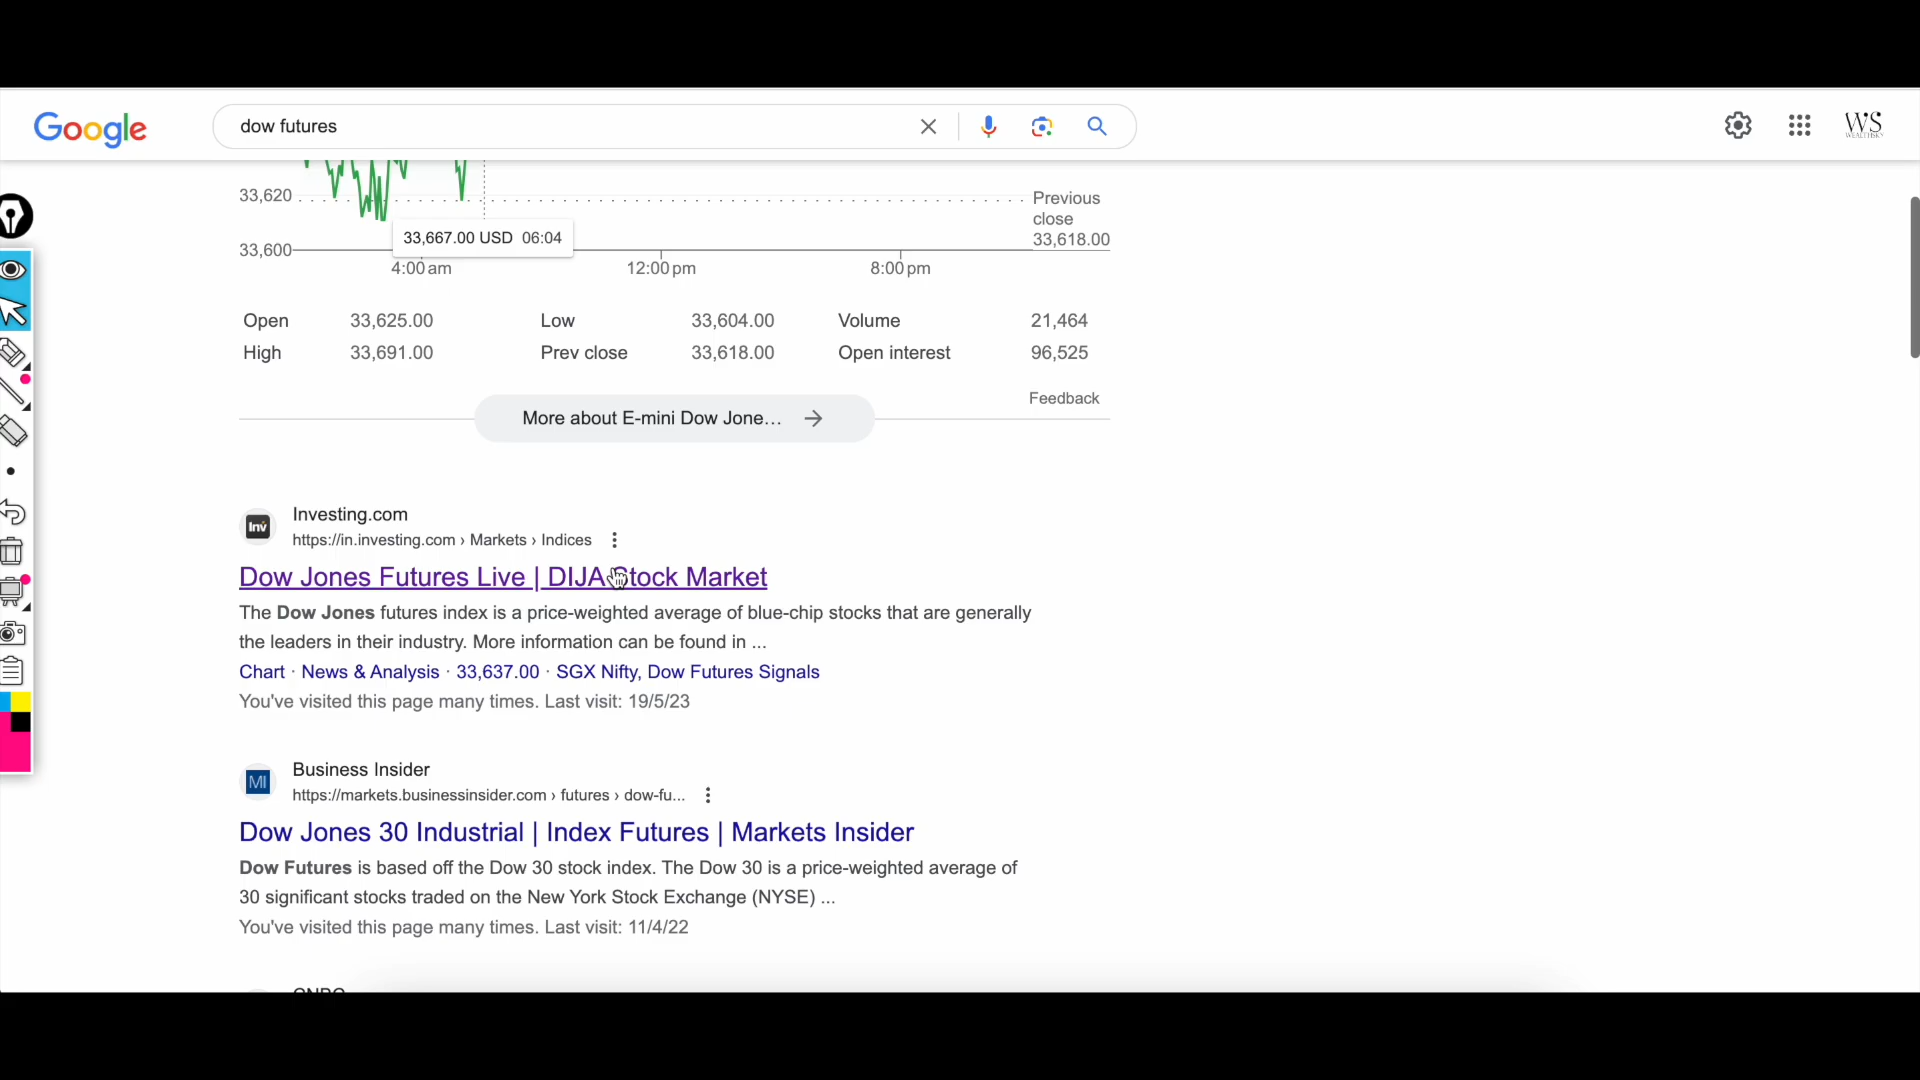 Google
dow futures
WS
WEALTHSKY
33,620
Previous
close
33,618.00
33,667.00 USD 06:04
33,600
4:00 am 12:00 pm 8:00 pm
Open 33,625.00 Low 33,604.00 Volume 21,464
High 33,691.00 Prev close 33,618.00 Open interest 96,525
Feedback
More about E-mini Dow Jone...
Inv
Investing.com
https://in.investing.com › Markets › Indices
Dow Jones Futures Live | DIJA Stock Market
The Dow Jones futures index is a price-weighted average of blue-chip stocks that are generally
the leaders in their industry. More information can be found in ...
Chart · News & Analysis · 33,637.00 · SGX Nifty, Dow Futures Signals
You've visited this page many times. Last visit: 19/5/23
MI
Business Insider
https://markets.businessinsider.com › futures › dow-fu...
Dow Jones 30 Industrial | Index Futures | Markets Insider
Dow Futures is based off the Dow 30 stock index. The Dow 30 is a price-weighted average of
30 significant stocks traded on the New York Stock Exchange (NYSE) ...
You've visited this page many times. Last visit: 11/4/22
CNBC